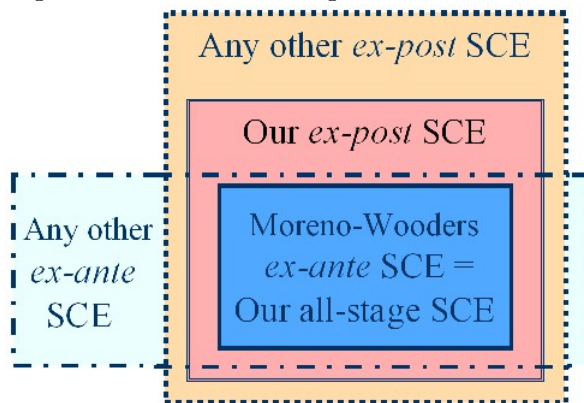 Any other ex-post SCE
Our ex-post SCE
Any other
ex-ante
SCE
Moreno-Wooders
ex-ante SCE =
Our all-stage SCE